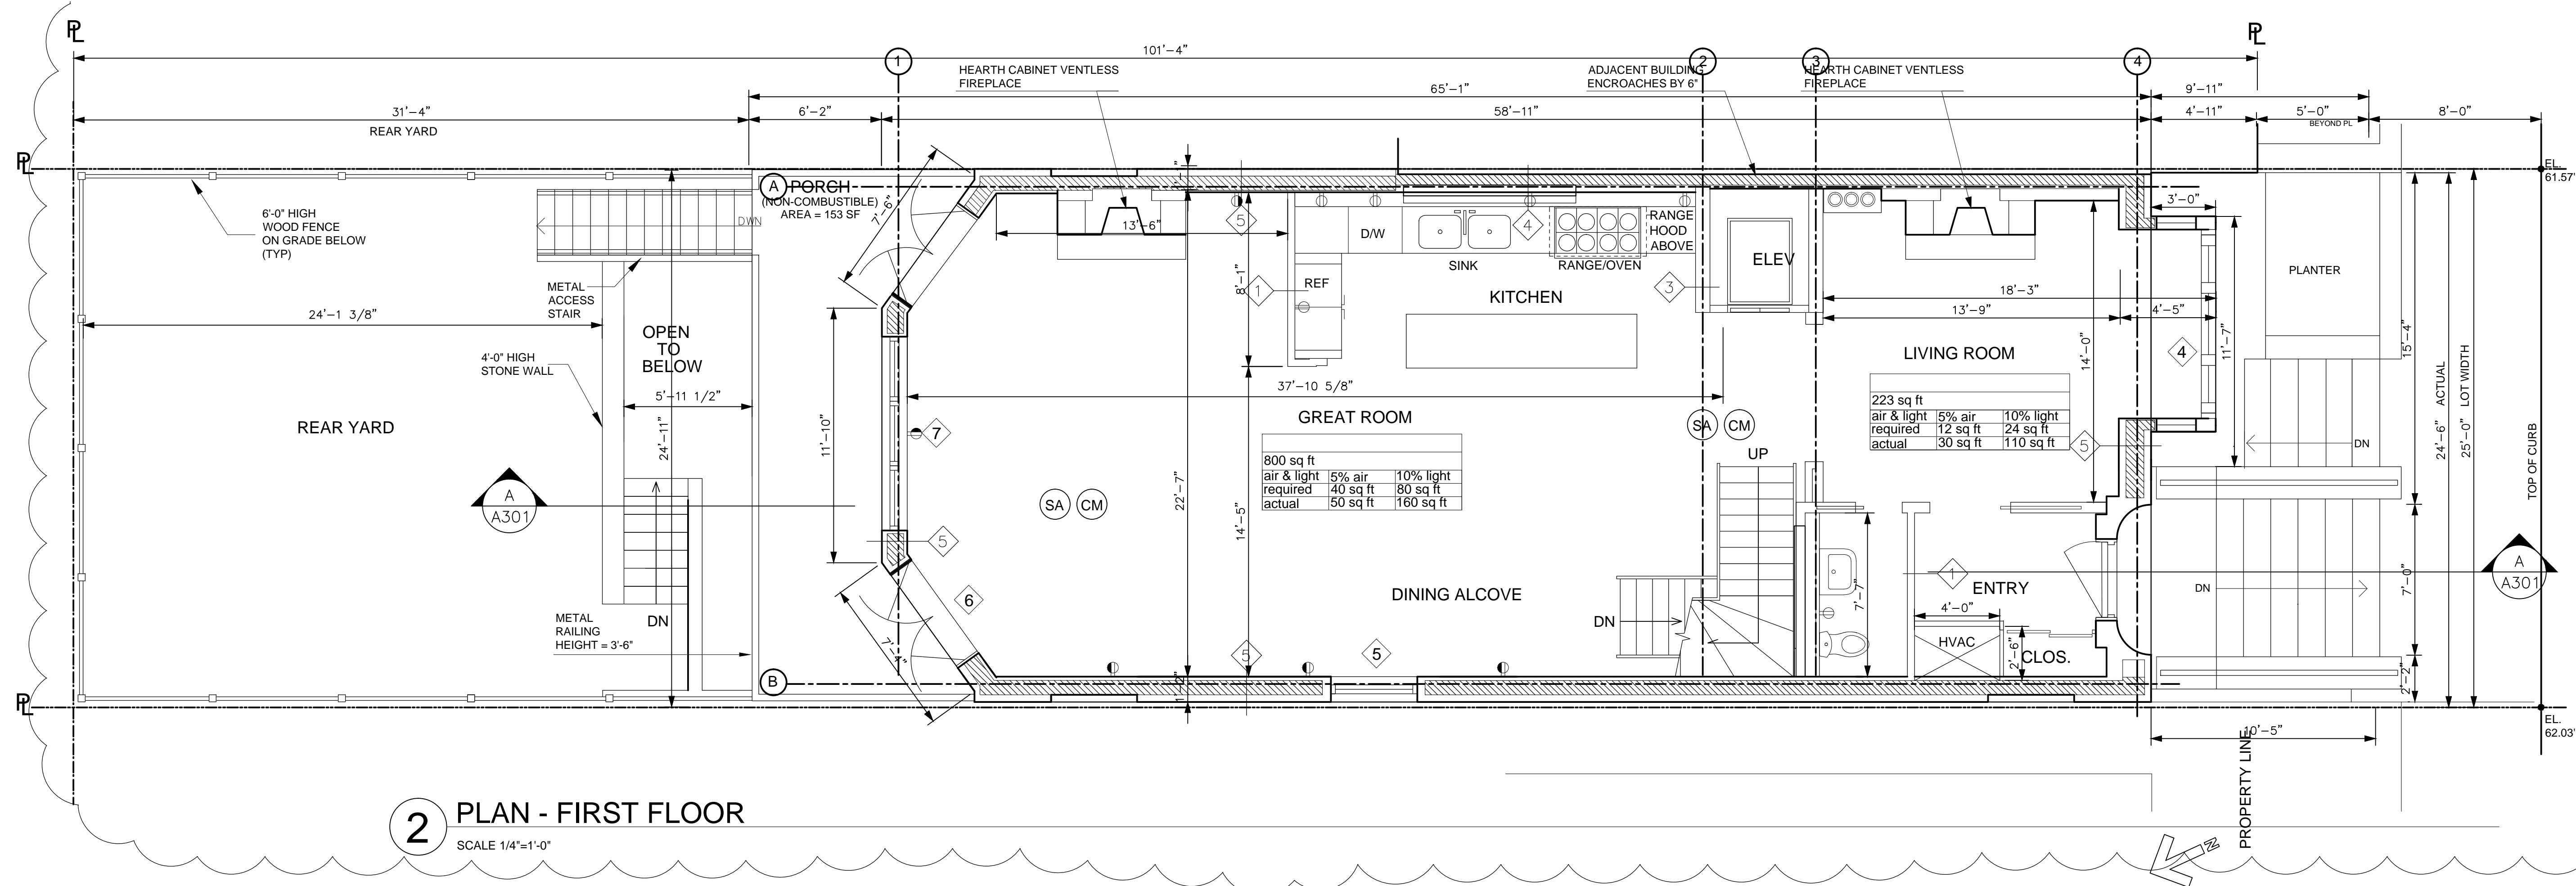 PL
PL
101'-4"
1
2
3
4
HEARTH CABINET VENTLESS
FIREPLACE
ADJACENT BUILDING
ENCROACHES BY 6"
HEARTH CABINET VENTLESS
FIREPLACE
65'-1"
9'-11"
31'-4"
REAR YARD
6'-2"
58'-11"
4'-11"
5'-0"
BEYOND PL
8'-0"
PL
EL.
61.57'
A
PORCH
(NON-COMBUSTIBLE)
AREA = 153 SF
7'-6"
6'-0" HIGH
WOOD FENCE
ON GRADE BELOW
(TYP)
DWN
13'-6"
5
4
D/W
SINK
RANGE/OVEN
RANGE
HOOD
ABOVE
ELEV
3'-0"
PLANTER
METAL
ACCESS
STAIR
8'-1"
1
REF
KITCHEN
3
18'-3"
13'-9"
4'-5"
24'-1 3/8"
OPEN
TO
BELOW
4'-0" HIGH
STONE WALL
LIVING ROOM
14'-0"
4
11'-7"
15'-4"
5'-11 1/2"
37'-10 5/8"
GREAT ROOM
223 sq ft
air & light 5% air 10% light
required 12 sq ft 24 sq ft
actual 30 sq ft 110 sq ft
24'-6" ACTUAL
25'-0" LOT WIDTH
TOP OF CURB
REAR YARD
24'-11"
11'-10"
7
SA
CM
5
DN
800 sq ft
air & light 5% air 10% light
required 40 sq ft 80 sq ft
actual 50 sq ft 160 sq ft
UP
A
A301
SA
CM
22'-7"
14'-5"
5
6
DINING ALCOVE
DN
7'-7"
1
ENTRY
4'-0"
HVAC
2'-6"
CLOS.
DN
7'-0"
A
A301
METAL
RAILING
HEIGHT = 3'-6"
DN
7'-4"
5
5
B
1'-2"
2'-2"
PL
EL.
62.03'
10'-5"
PROPERTY LINE
2
PLAN - FIRST FLOOR
SCALE 1/4"=1'-0"
N